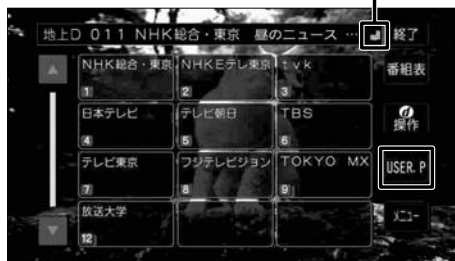 地上D 011 NHK総合・東京 昼のニュース … 終了
NHK総合・東京 NHKEテレ東京 tvk 番組表
1 2 3
日本テレビ テレビ朝日 TBS d操作
4 5 6
テレビ東京 フジテレビジョン TOKYO MX USER.P
7 8 9
放送大学 メニュー
12